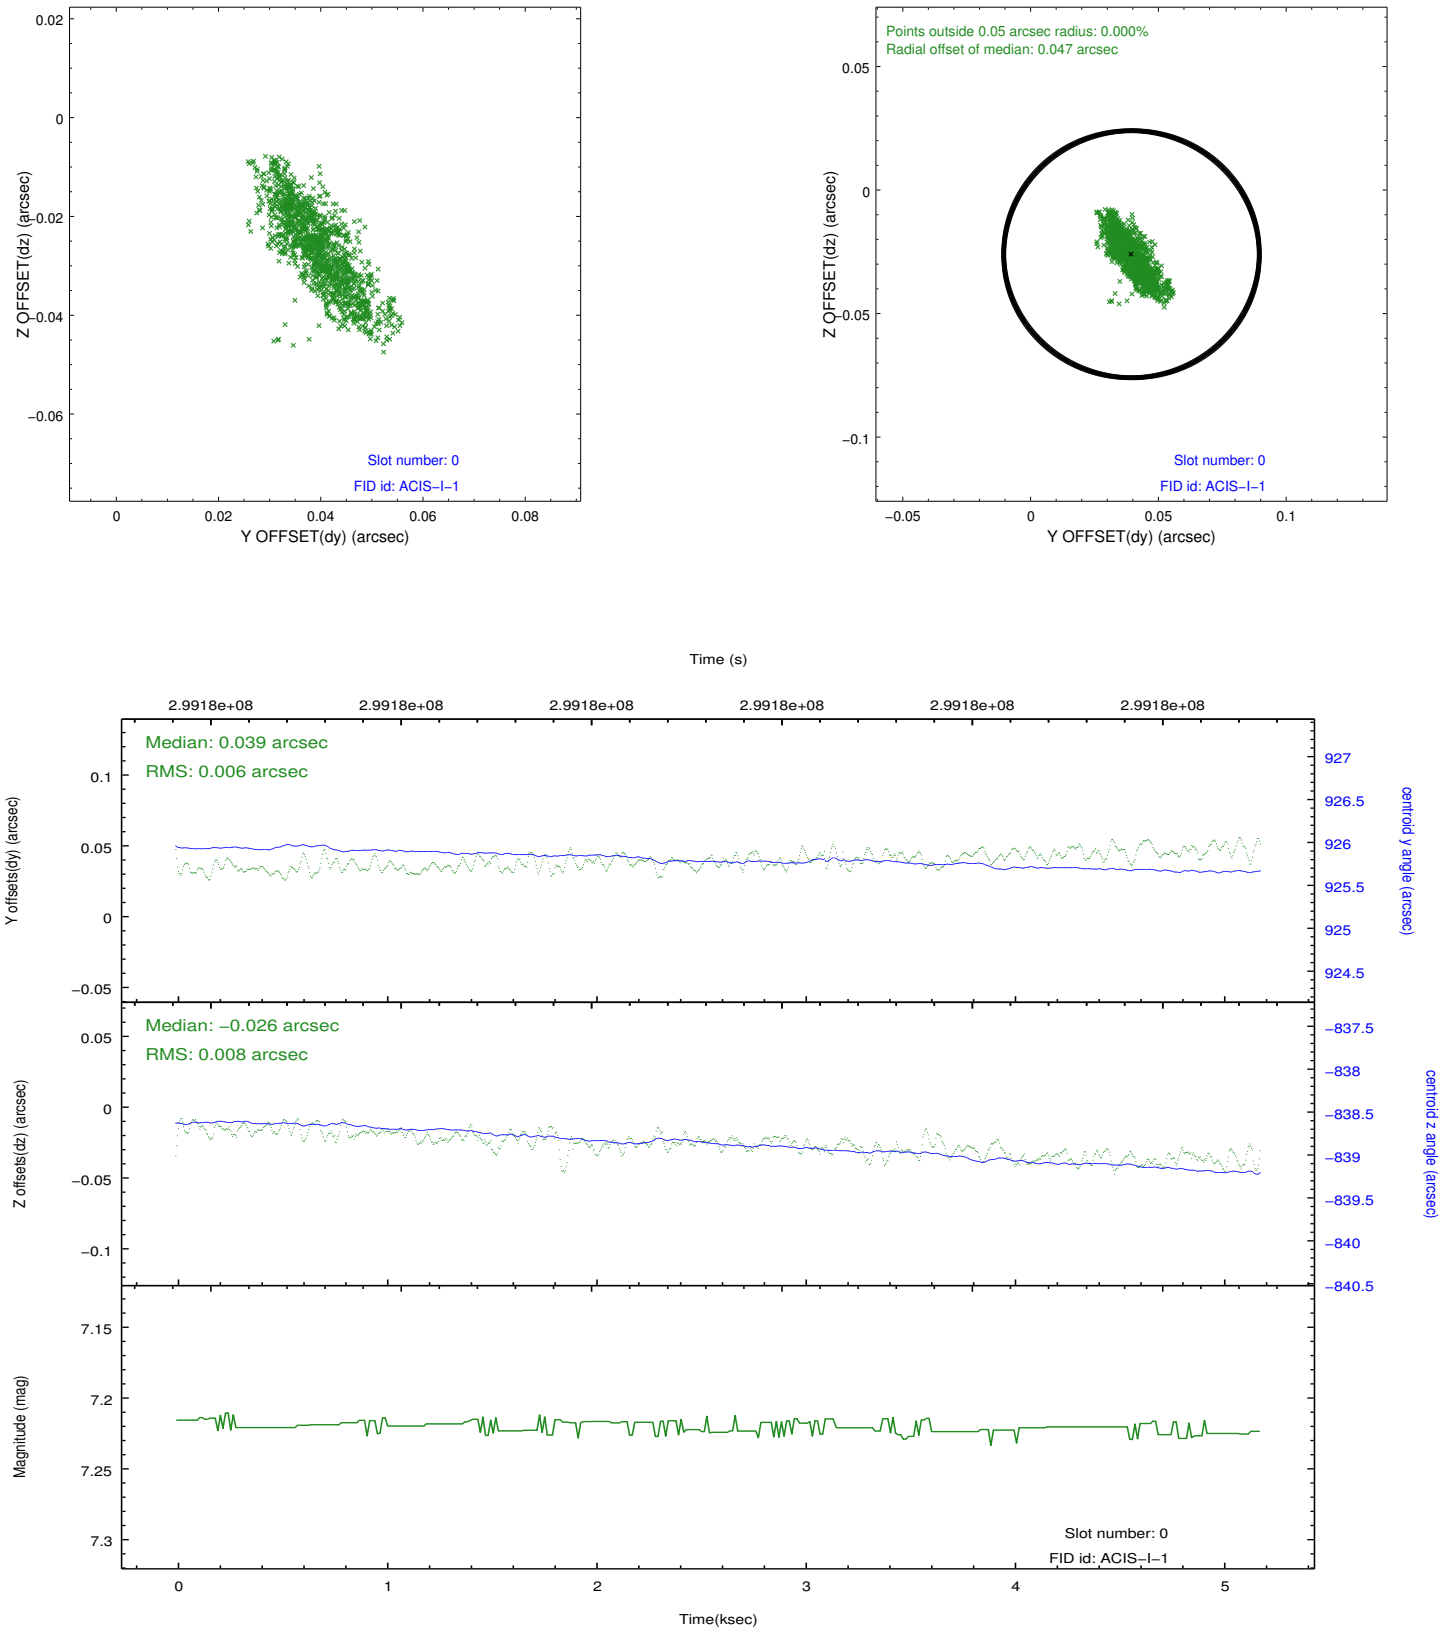 0.02
0
−0.02
−0.04
−0.06
Z OFFSET(dz) (arcsec)
Slot number: 0
FID id: ACIS−I−1
0
0.02
0.04
0.06
0.08
Y OFFSET(dy) (arcsec)
Points outside 0.05 arcsec radius: 0.000%
Radial offset of median: 0.047 arcsec
0.05
0
−0.05
−0.1
Z OFFSET(dz) (arcsec)
Slot number: 0
FID id: ACIS−I−1
−0.05
0
0.05
0.1
Y OFFSET(dy) (arcsec)
Time (s)
2.9918e+08
2.9918e+08
2.9918e+08
2.9918e+08
2.9918e+08
2.9918e+08
Median: 0.039 arcsec
RMS: 0.006 arcsec
0.1
0.05
0
−0.05
Y offsets(dy) (arcsec)
927
926.5
926
925.5
925
924.5
centroid y angle (arcsec)
Median: −0.026 arcsec
RMS: 0.008 arcsec
0.05
0
−0.05
−0.1
Z offsets(dz) (arcsec)
−837.5
−838
−838.5
−839
−839.5
−840
−840.5
centroid z angle (arcsec)
7.15
7.2
7.25
7.3
Magnitude (mag)
Slot number: 0
FID id: ACIS−I−1
0
1
2
3
4
5
Time(ksec)